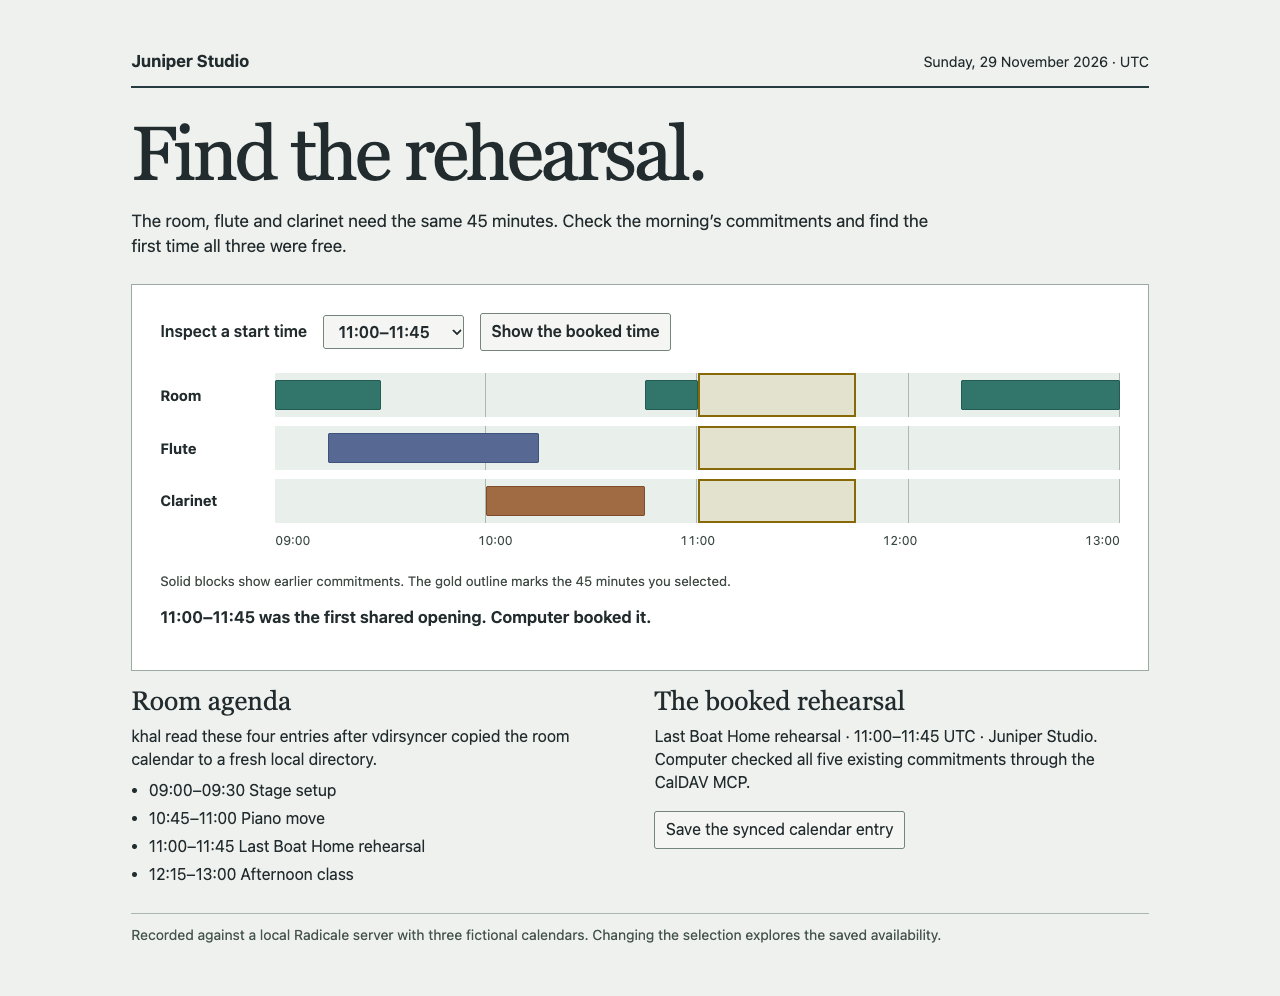 Juniper Studio
Sunday, 29 November 2026 · UTC
Find the rehearsal.
The room, flute and clarinet need the same 45 minutes. Check the morning’s commitments and find the
first time all three were free.
Inspect a start time
11:00–11:45
Show the booked time
Room
Flute
Clarinet
09:00
10:00
11:00
12:00
13:00
Solid blocks show earlier commitments. The gold outline marks the 45 minutes you selected.
11:00–11:45 was the first shared opening. Computer booked it.
Room agenda
khal read these four entries after vdirsyncer copied the room
calendar to a fresh local directory.
• 09:00–09:30 Stage setup
• 10:45–11:00 Piano move
• 11:00–11:45 Last Boat Home rehearsal
• 12:15–13:00 Afternoon class
The booked rehearsal
Last Boat Home rehearsal · 11:00–11:45 UTC · Juniper Studio.
Computer checked all five existing commitments through the
CalDAV MCP.
Save the synced calendar entry
Recorded against a local Radicale server with three fictional calendars. Changing the selection explores the saved availability.